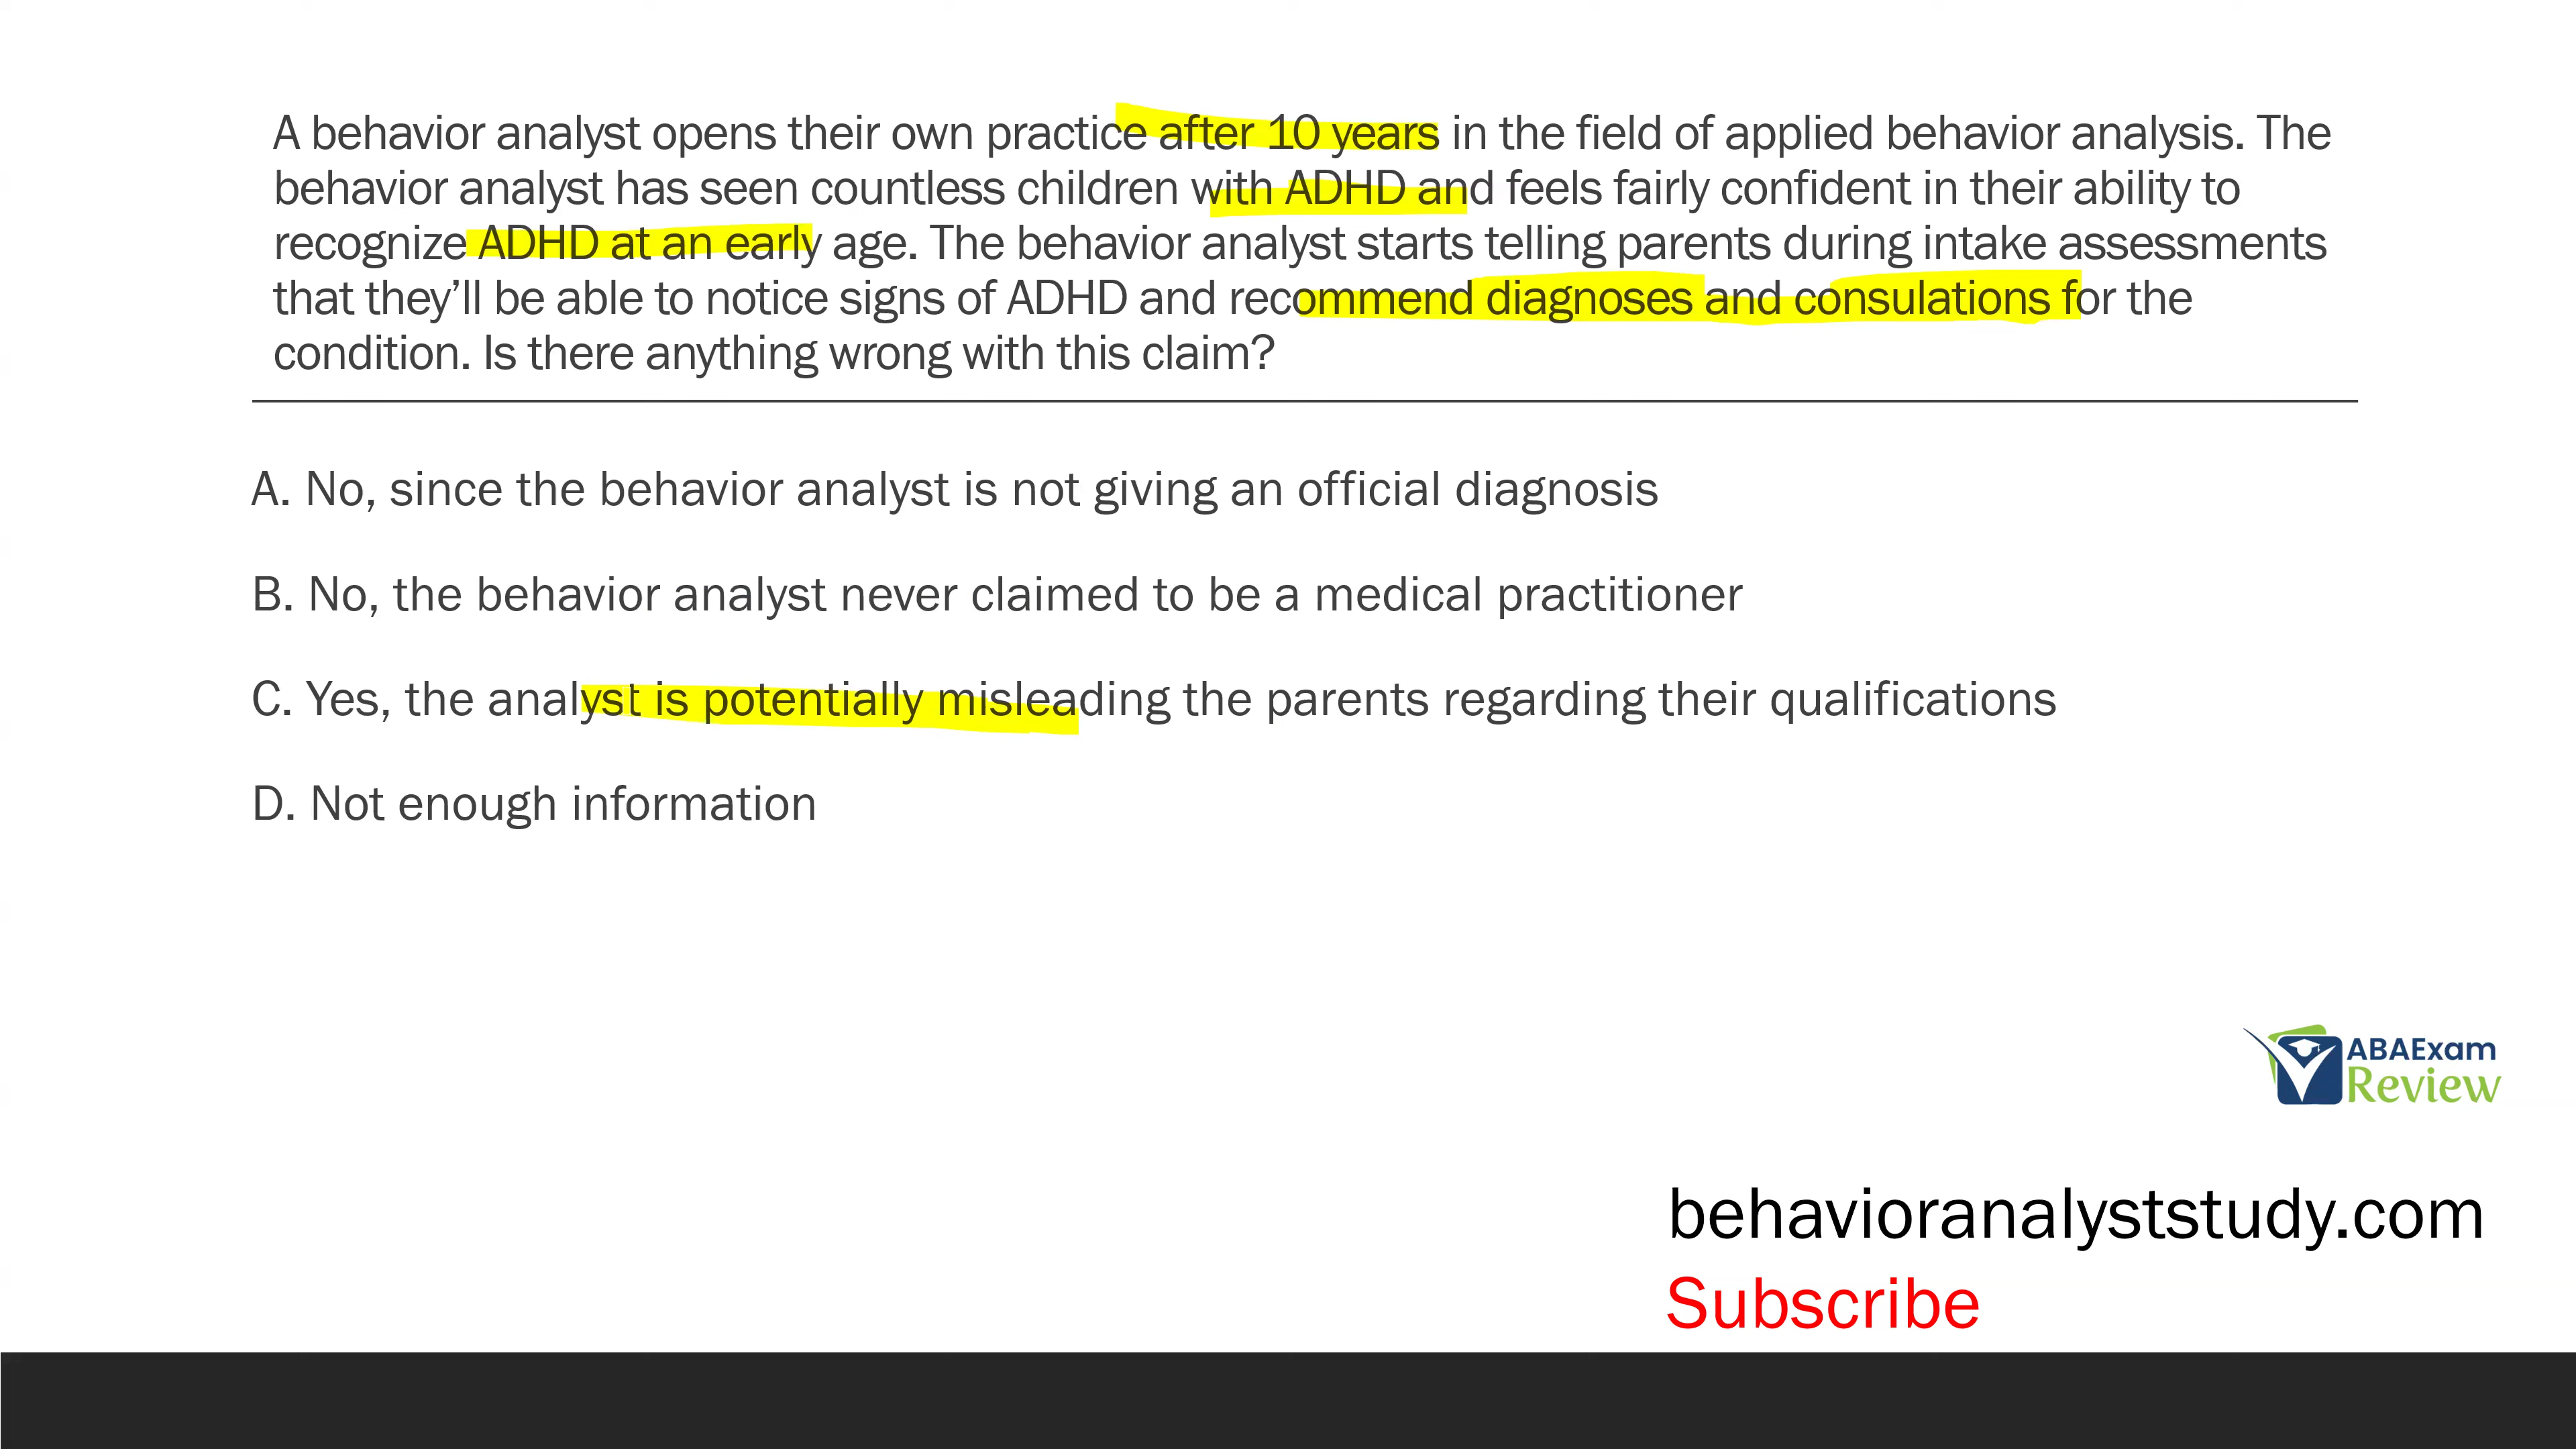 A behavior analyst opens their own practice after 10 years in the field of applied behavior analysis. The
behavior analyst has seen countless children with ADHD and feels fairly confident in their ability to
recognize ADHD at an early age. The behavior analyst starts telling parents during intake assessments
that they’ll be able to notice signs of ADHD and recommend diagnoses and consulations for the
condition. Is there anything wrong with this claim?
A. No, since the behavior analyst is not giving an official diagnosis
B. No, the behavior analyst never claimed to be a medical practitioner
C. Yes, the analyst is potentially misleading the parents regarding their qualifications
D. Not enough information
ABAExam
Review
behavioranalyststudy.com
Subscribe